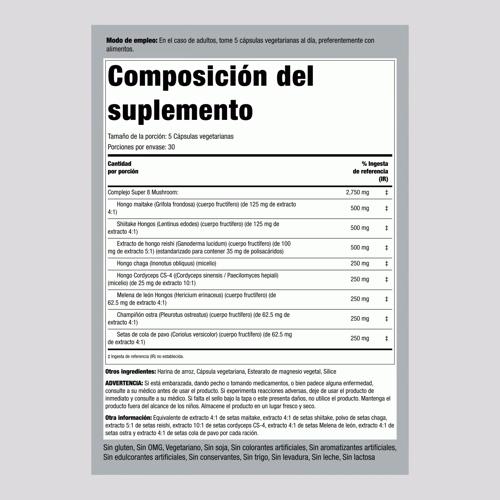 Modo de empleo: En el caso de adultos, tome 5 cápsulas vegetarianas al día, preferentemente con
alimentos.
Composición del
suplemento
Tamaño de la porción: 5 Cápsulas vegetarianas
Porciones por envase: 30
Cantidad
por porción
% Ingesta
de referencia
(IR)
Complejo Super 8 Mushroom: 2,750 mg ‡
Hongo maitake (Grifola frondosa) (cuerpo fructífero) (de 125 mg de extracto
4:1) 500 mg ‡
Shiitake Hongos (Lentinus edodes) (cuerpo fructífero) (de 125 mg de
extracto 4:1) 500 mg ‡
Extracto de hongo reishi (Ganoderma lucidum) (cuerpo fructífero) (de 100
mg de extracto 5:1) (estandarizado para contener 35 mg de polisacáridos) 500 mg ‡
Hongo chaga (Inonotus obliquus) (micelio) 250 mg ‡
Hongo Cordyceps CS-4 ((Cordyceps sinensis / Paecilomyces hepiali)
(micelio) (de 25 mg de extracto 10:1) 250 mg ‡
Melena de león Hongos (Hericium erinaceus) (cuerpo fructífero) (de
62.5 mg de extracto 4:1) 250 mg ‡
Champiñón ostra (Pleurotus ostreatus) (cuerpo fructífero) (de 62.5 mg de
extracto 4:1) 250 mg ‡
Setas de cola de pavo (Coriolus versicolor) (cuerpo fructífero) (de 62.5 mg
de extracto 4:1) 250 mg ‡
‡ Ingesta de referencia (IR) no establecida.
Otros ingredientes: Harina de arroz, Cápsula vegetariana, Estearato de magnesio vegetal, Sílice
ADVERTENCIA: Si está embarazada, dando pecho o tomando medicamentos, o bien padece alguna enfermedad,
consulte a su médico antes de usar el producto. Si experimenta reacciones adversas, deje de usar el producto de
inmediato y consulte a su médico. Si falta el sello bajo la tapa o este presenta daños, no utilice el producto. Mantenga el
producto fuera del alcance de los niños. Almacene el producto en un lugar fresco y seco.
Otra información: Equivalente de extracto 4:1 de setas maitake, extracto 4:1 de setas shiitake, polvo de setas chaga,
extracto 5:1 de setas reishi, extracto 10:1 de setas cordyceps CS-4, extracto 4:1 de setas Melena de león, extracto 4:1 de
setas ostra y extracto 4:1 de setas cola de pavo por cada ración.
Sin gluten, Sin OMG, Vegetariano, Sin soja, Sin colorantes artificiales, Sin aromatizantes artificiales,
Sin edulcorantes artificiales, Sin conservantes, Sin trigo, Sin levadura, Sin leche, Sin lactosa